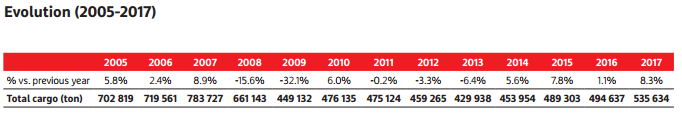 Evolution (2005-2017)
2005 2006 2007 2008 2009 2010 2011 2012 2013 2014 2015 2016 2017
% vs. previous year 5.8% 2.4% 8.9% -15.6% -32.1% 6.0% -0.2% -3.3% -6.4% 5.6% 7.8% 1.1% 8.3%
Total cargo (ton) 702 819 719 561 783 727 661 143 449 132 476 135 475 124 459 265 429 938 453 954 489 303 494 637 535 634